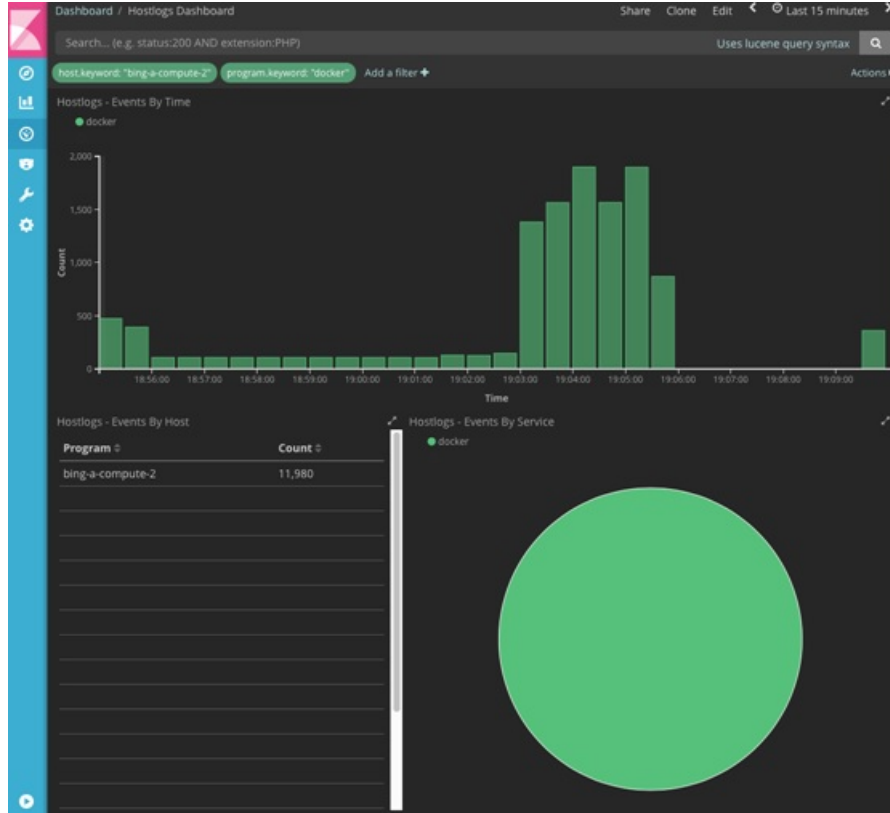 Dashboard / Hostlogs Dashboard
Share Clone Edit Last 15 minutes
Search... (e.g. status:200 AND extension:PHP)
Uses lucene query syntax
host.keyword: "bing-a-compute-2" program.keyword: "docker" Add a filter +
Actions
Hostlogs - Events By Time
docker
2,000
1,500
1,000
500
0
Count
18:56:00 18:57:00 18:58:00 18:59:00 19:00:00 19:01:00 19:02:00 19:03:00 19:04:00 19:05:00 19:06:00 19:07:00 19:08:00 19:09:00
Time
Hostlogs - Events By Host
Program Count
bing-a-compute-2 11,980
Hostlogs - Events By Service
docker